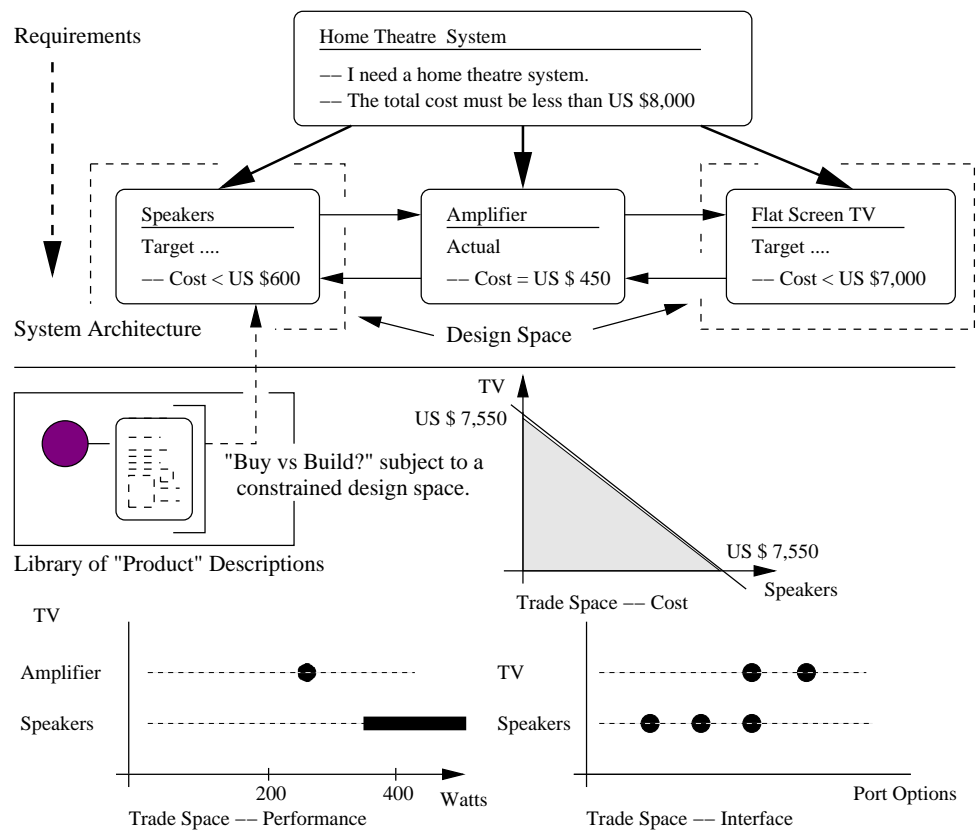 Requirements
Home Theatre System
–– I need a home theatre system.
–– The total cost must be less than US $8,000
Speakers
Target ....
–– Cost < US $600
Amplifier
Actual
–– Cost = US $ 450
Flat Screen TV
Target ....
–– Cost < US $7,000
System Architecture
Design Space
TV
US $ 7,550
"Buy vs Build?" subject to a
constrained design space.
US $ 7,550
Library of "Product" Descriptions
Speakers
Trade Space –– Cost
TV
Amplifier
Speakers
200
400
Watts
Trade Space –– Performance
TV
Speakers
Port Options
Trade Space –– Interface